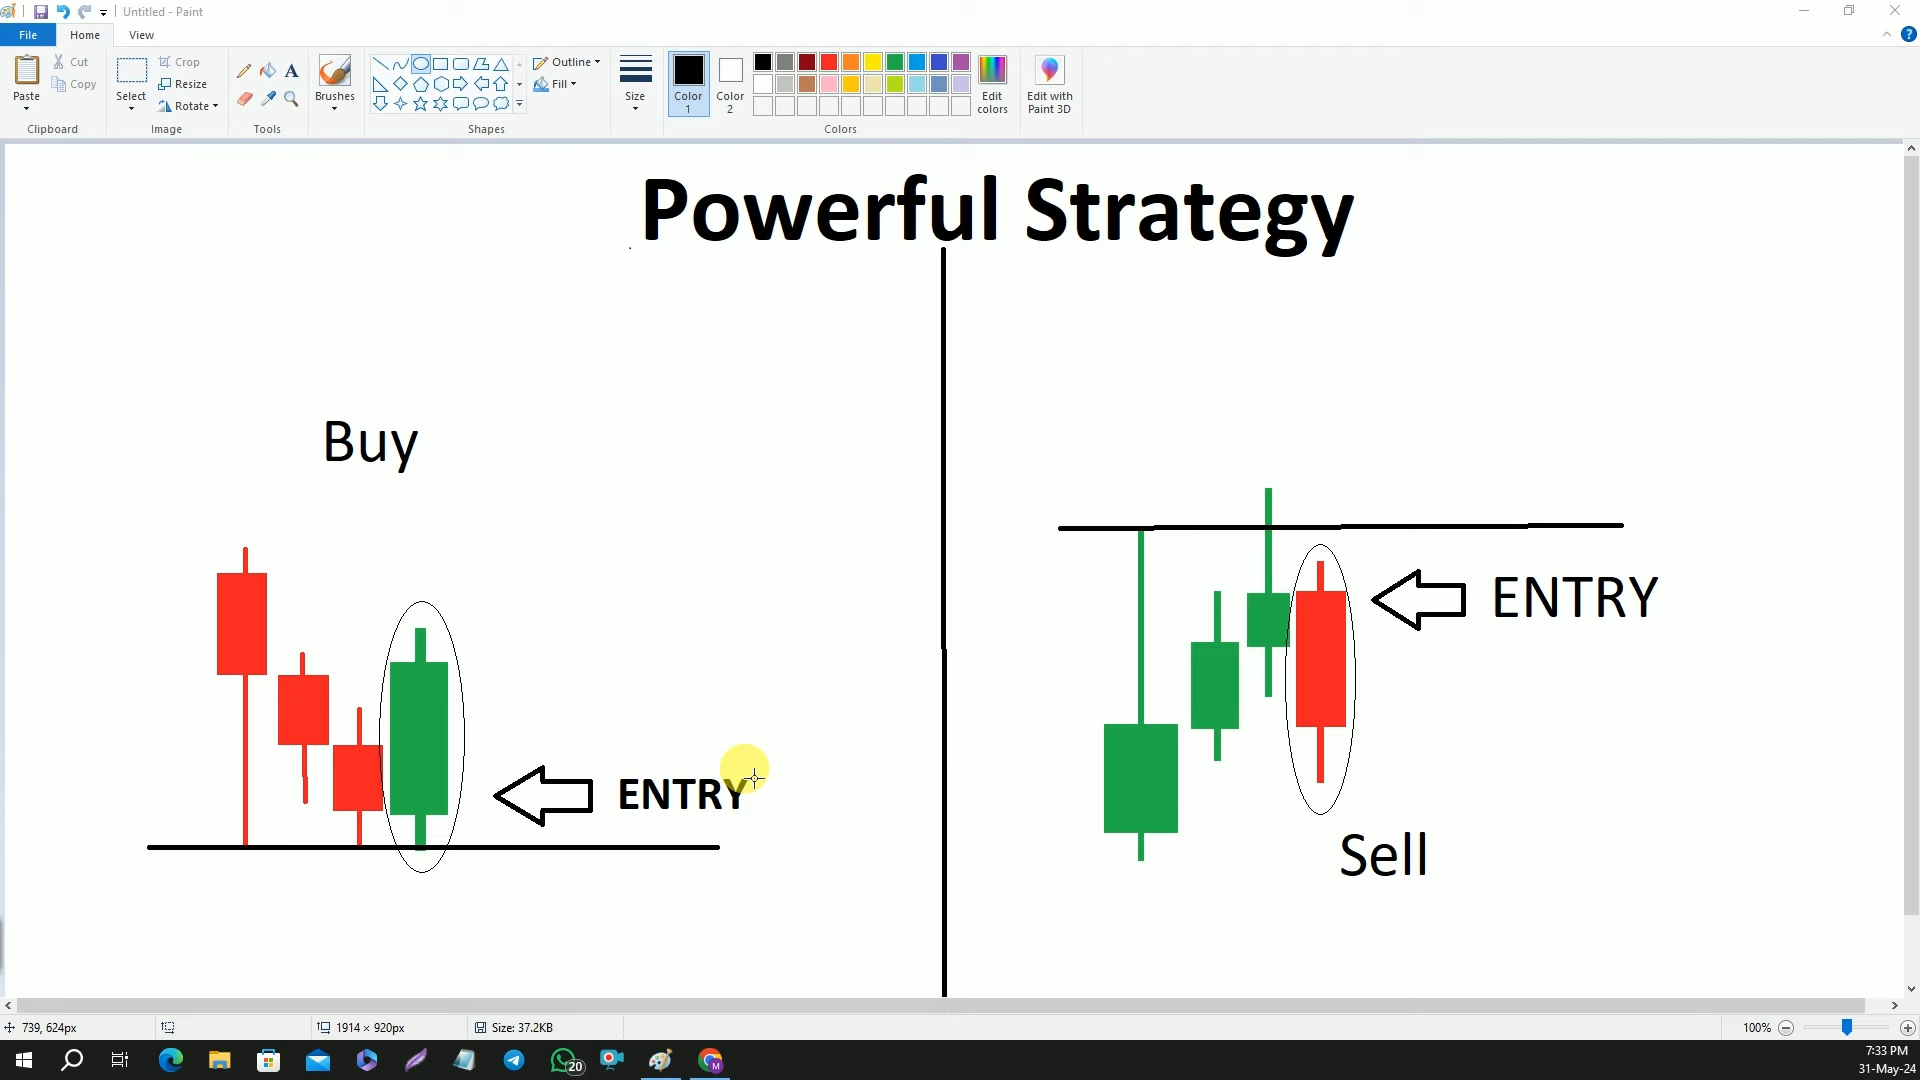 Untitled - Paint
File Home View
Paste
Cut
Copy
Clipboard
Select
Crop
Resize
Rotate
Image
A
Tools
Brushes
Shapes
Outline
Fill
Size
Color 1
Color 2
Colors
Edit colors
Edit with Paint 3D
Powerful Strategy
Buy
ENTRY
ENTRY
Sell
739, 624px
1914 × 920px
Size: 37.2KB
100%
20
M
7:33 PM
31-May-24